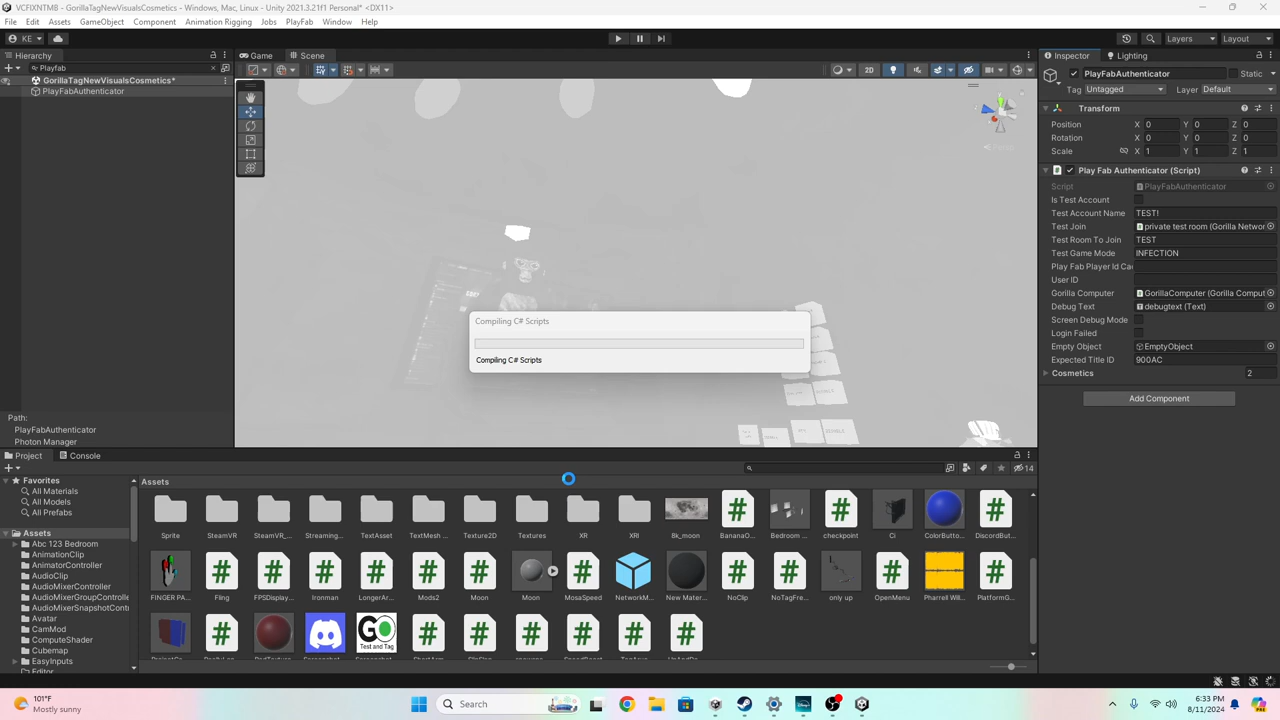 VCFIXNTM8 - GorillaTagNewVisualsCosmetics - Windows, Mac, Linux - Unity 2021.3.21f1 Personal* <DX11>
File Edit Assets GameObject Component Animation Rigging Jobs PlayFab Window Help
KE Layers Layout
Hierarchy
Playfab
GorillaTagNewVisualsCosmetics*
PlayFabAuthenticator
Path:
PlayFabAuthenticator
Photon Manager
Game Scene
2D
Compiling C# Scripts
Compiling C# Scripts
Inspector Lighting
PlayFabAuthenticator Static
Tag Untagged Layer Default
Transform
Position X 0 Y 0 Z 0
Rotation X 0 Y 0 Z 0
Scale X 1 Y 1 Z 1
Play Fab Authenticator (Script)
Script PlayFabAuthenticator
Is Test Account
Test Account Name TEST!
Test Join private test room (Gorilla Networ
Test Room To Join TEST
Test Game Mode INFECTION
Play Fab Player Id Cac
User ID
Gorilla Computer GorillaComputer (Gorilla Comput
Debug Text debugtext (Text)
Screen Debug Mode
Login Failed
Empty Object EmptyObject
Expected Title ID 900AC
Cosmetics 2
Add Component
Project Console
14
Favorites
All Materials
All Models
All Prefabs
Assets
Abc 123 Bedroom
AnimationClip
AnimatorController
AudioClip
AudioMixerController
AudioMixerGroupControlle
AudioMixerSnapshotContr
Avatar
CamMod
ComputeShader
Cubemap
EasyInputs
Editor
Assets
Sprite SteamVR SteamVR_... Streaming... TextAsset TextMesh ... Texture2D Textures XR XRI 8k_moon BananaO... Bedroom ... checkpoint Ci ColorButto... DiscordBut...
FINGER PA... Fling FPSDisplay... Ironman LongerAr... Mods2 Moon Moon MosaSpeed NetworkM... New Mater... NoClip NoTagFre... only up OpenMenu Pharrell Will... PlatformG...
GO
Test and Tag
101°F
Mostly sunny
Search
6:33 PM
8/11/2024